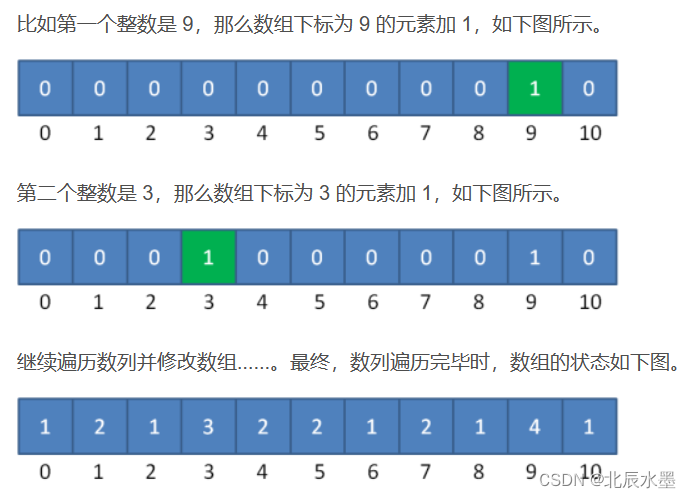 比如第一个整数是 9，那么数组下标为 9 的元素加 1，如下图所示。
0 0 0 0 0 0 0 0 0 1 0
0 1 2 3 4 5 6 7 8 9 10
第二个整数是 3，那么数组下标为 3 的元素加 1，如下图所示。
0 0 0 1 0 0 0 0 0 1 0
0 1 2 3 4 5 6 7 8 9 10
继续遍历数列并修改数组......。最终，数列遍历完毕时，数组的状态如下图。
1 2 1 3 2 2 1 2 1 4 1
0 1 2 3 4 5 6 7 8 9 10
CSDN @北辰水墨